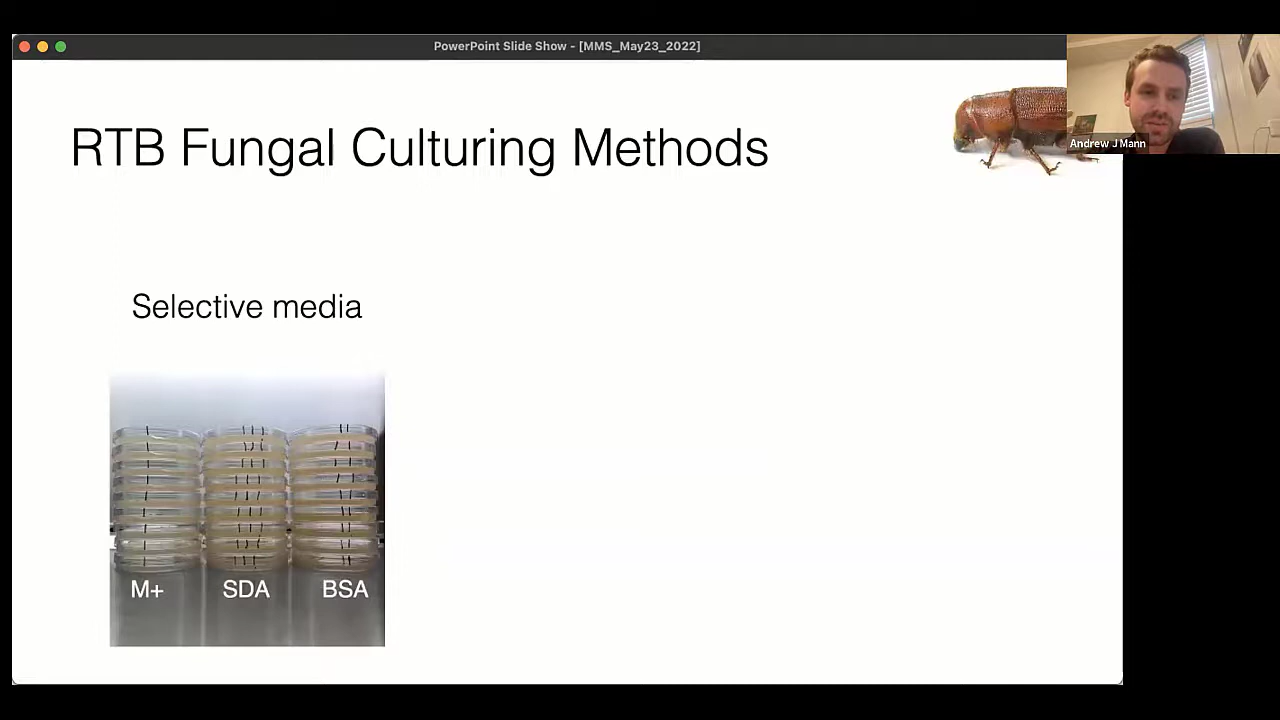 PowerPoint Slide Show - [MMS_May23_2022]
Andrew J Mann
RTB Fungal Culturing Methods
Selective media
M+ SDA BSA